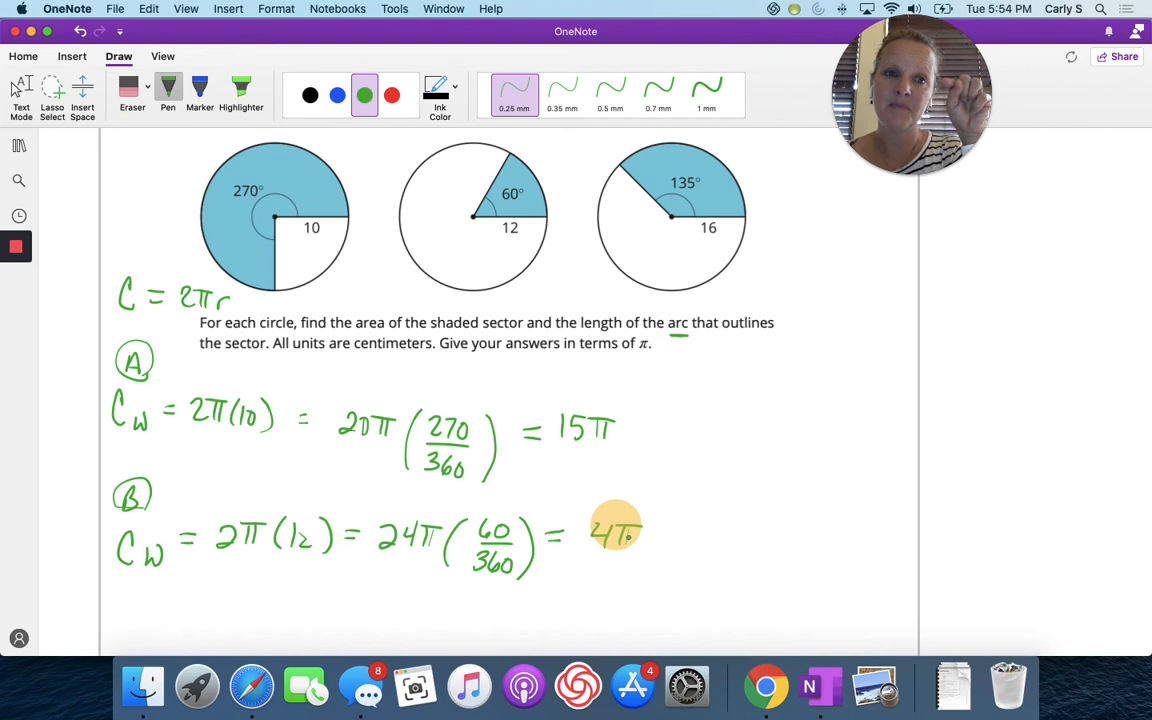 OneNote File Edit View Insert Format Notebooks Tools Window Help Tue 5:54 PM Carly S
OneNote
Home Insert Draw View Share
Text Mode Lasso Select Insert Space Eraser Pen Marker Highlighter Ink Color 0.25 mm 0.35 mm 0.5 mm 0.7 mm 1 mm
270° 10 60° 12 135° 16
C = 2πr
For each circle, find the area of the shaded sector and the length of the arc that outlines
the sector. All units are centimeters. Give your answers in terms of π.
A
CW = 2π(10) = 20π(270/360) = 15π
B
CW = 2π(12) = 24π(60/360) = 4π
8 4